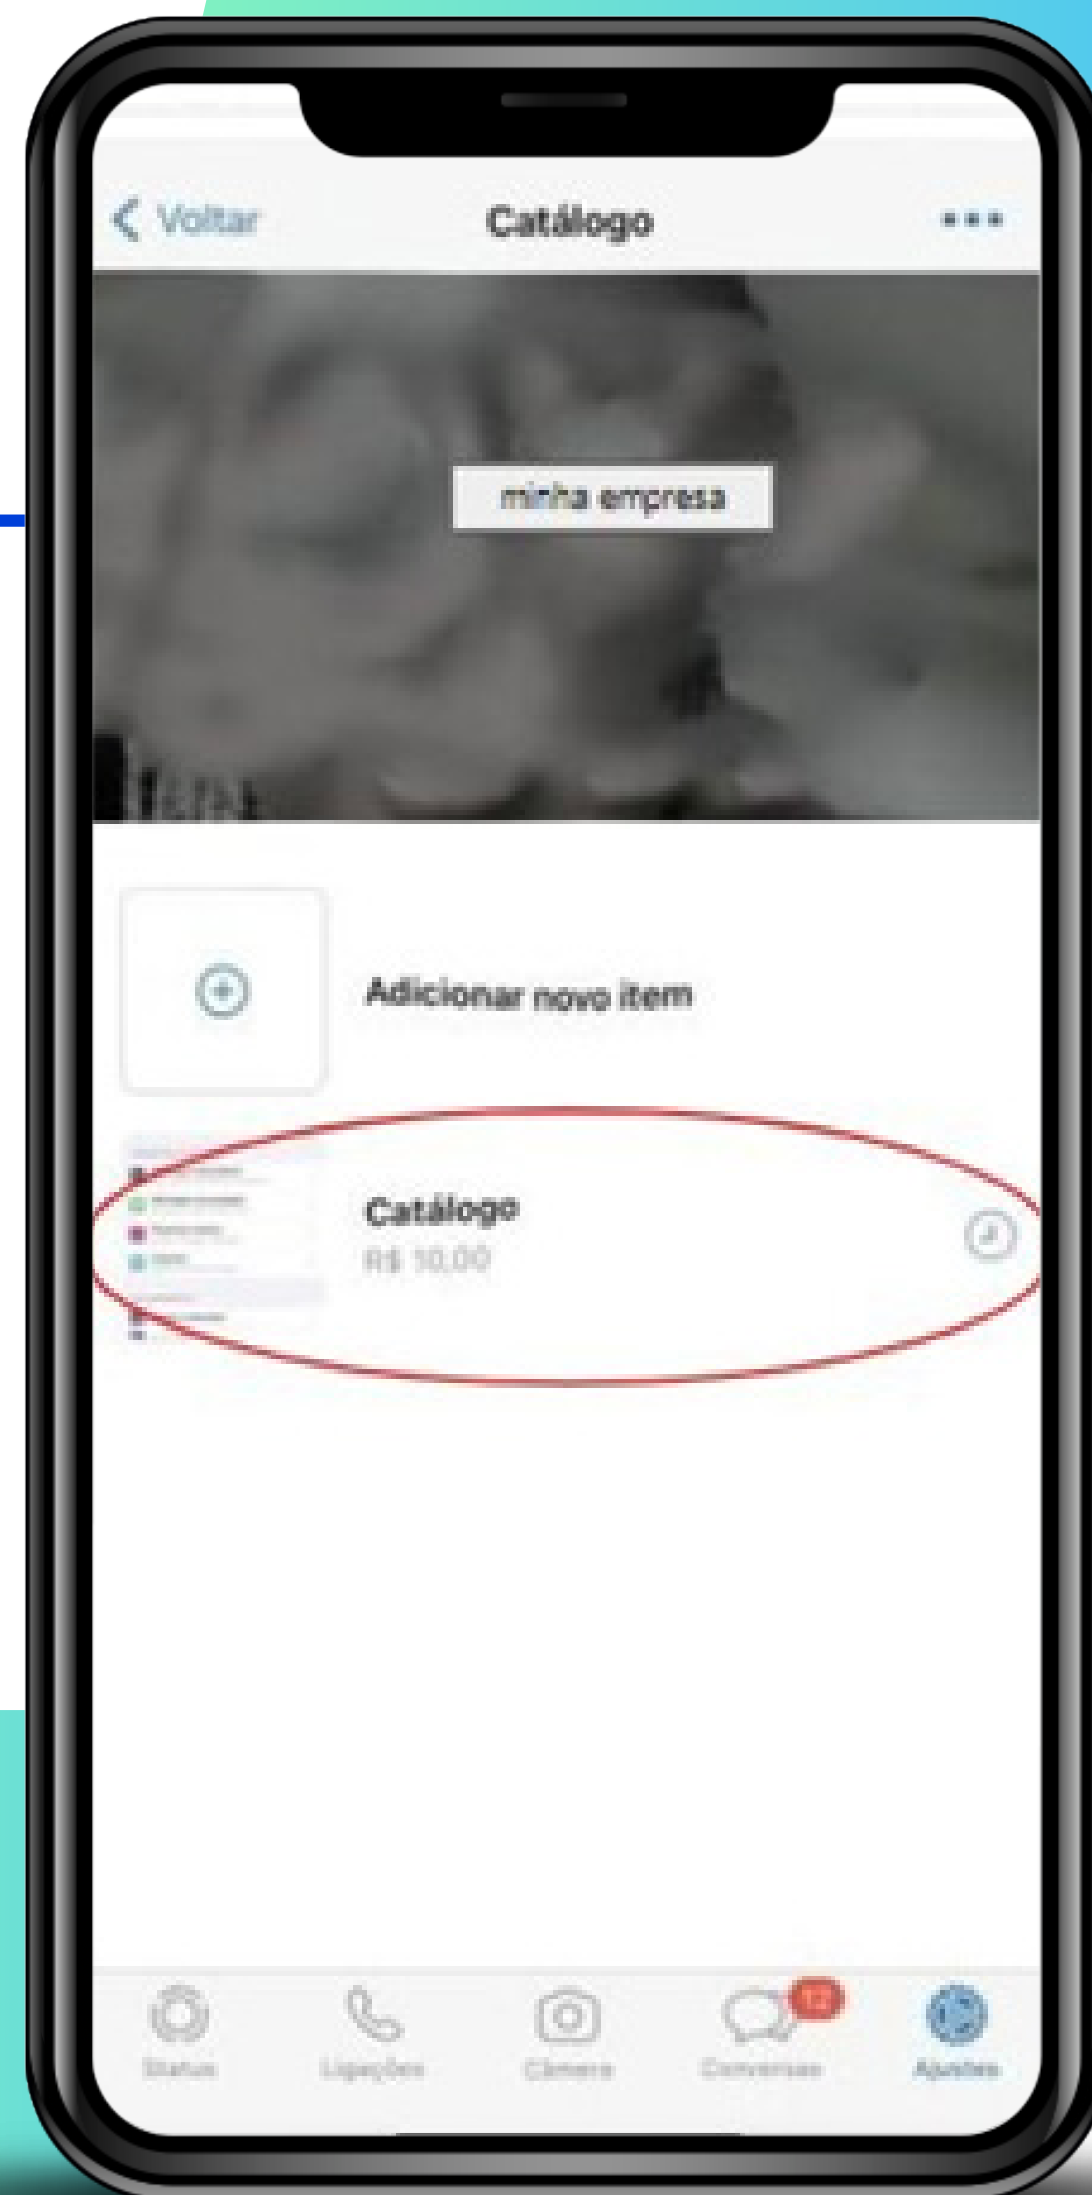 Voltar
Catálogo
minha empresa
Adicionar novo item
Catálogo
R$ 10,00
Status
Ligações
Câmera
Conversas
Ajustes